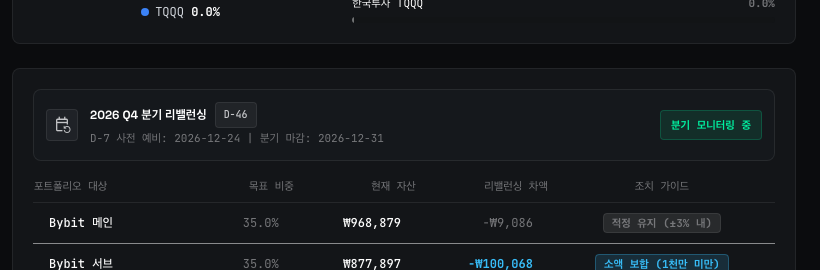 한국투자 TQQQ 0.0%
TQQQ 0.0%
2026 Q4 분기 리밸런싱 D-46
D-7 사전 예비: 2026-12-24 | 분기 마감: 2026-12-31
분기 모니터링 중
포트폴리오 대상 목표 비중 현재 자산 리밸런싱 차액 조치 가이드
Bybit 메인 35.0% ₩968,879 -₩9,086 적정 유지 (±3% 내)
Bybit 서브 35.0% ₩877,897 -₩100,068 소액 보합 (1천만 미만)